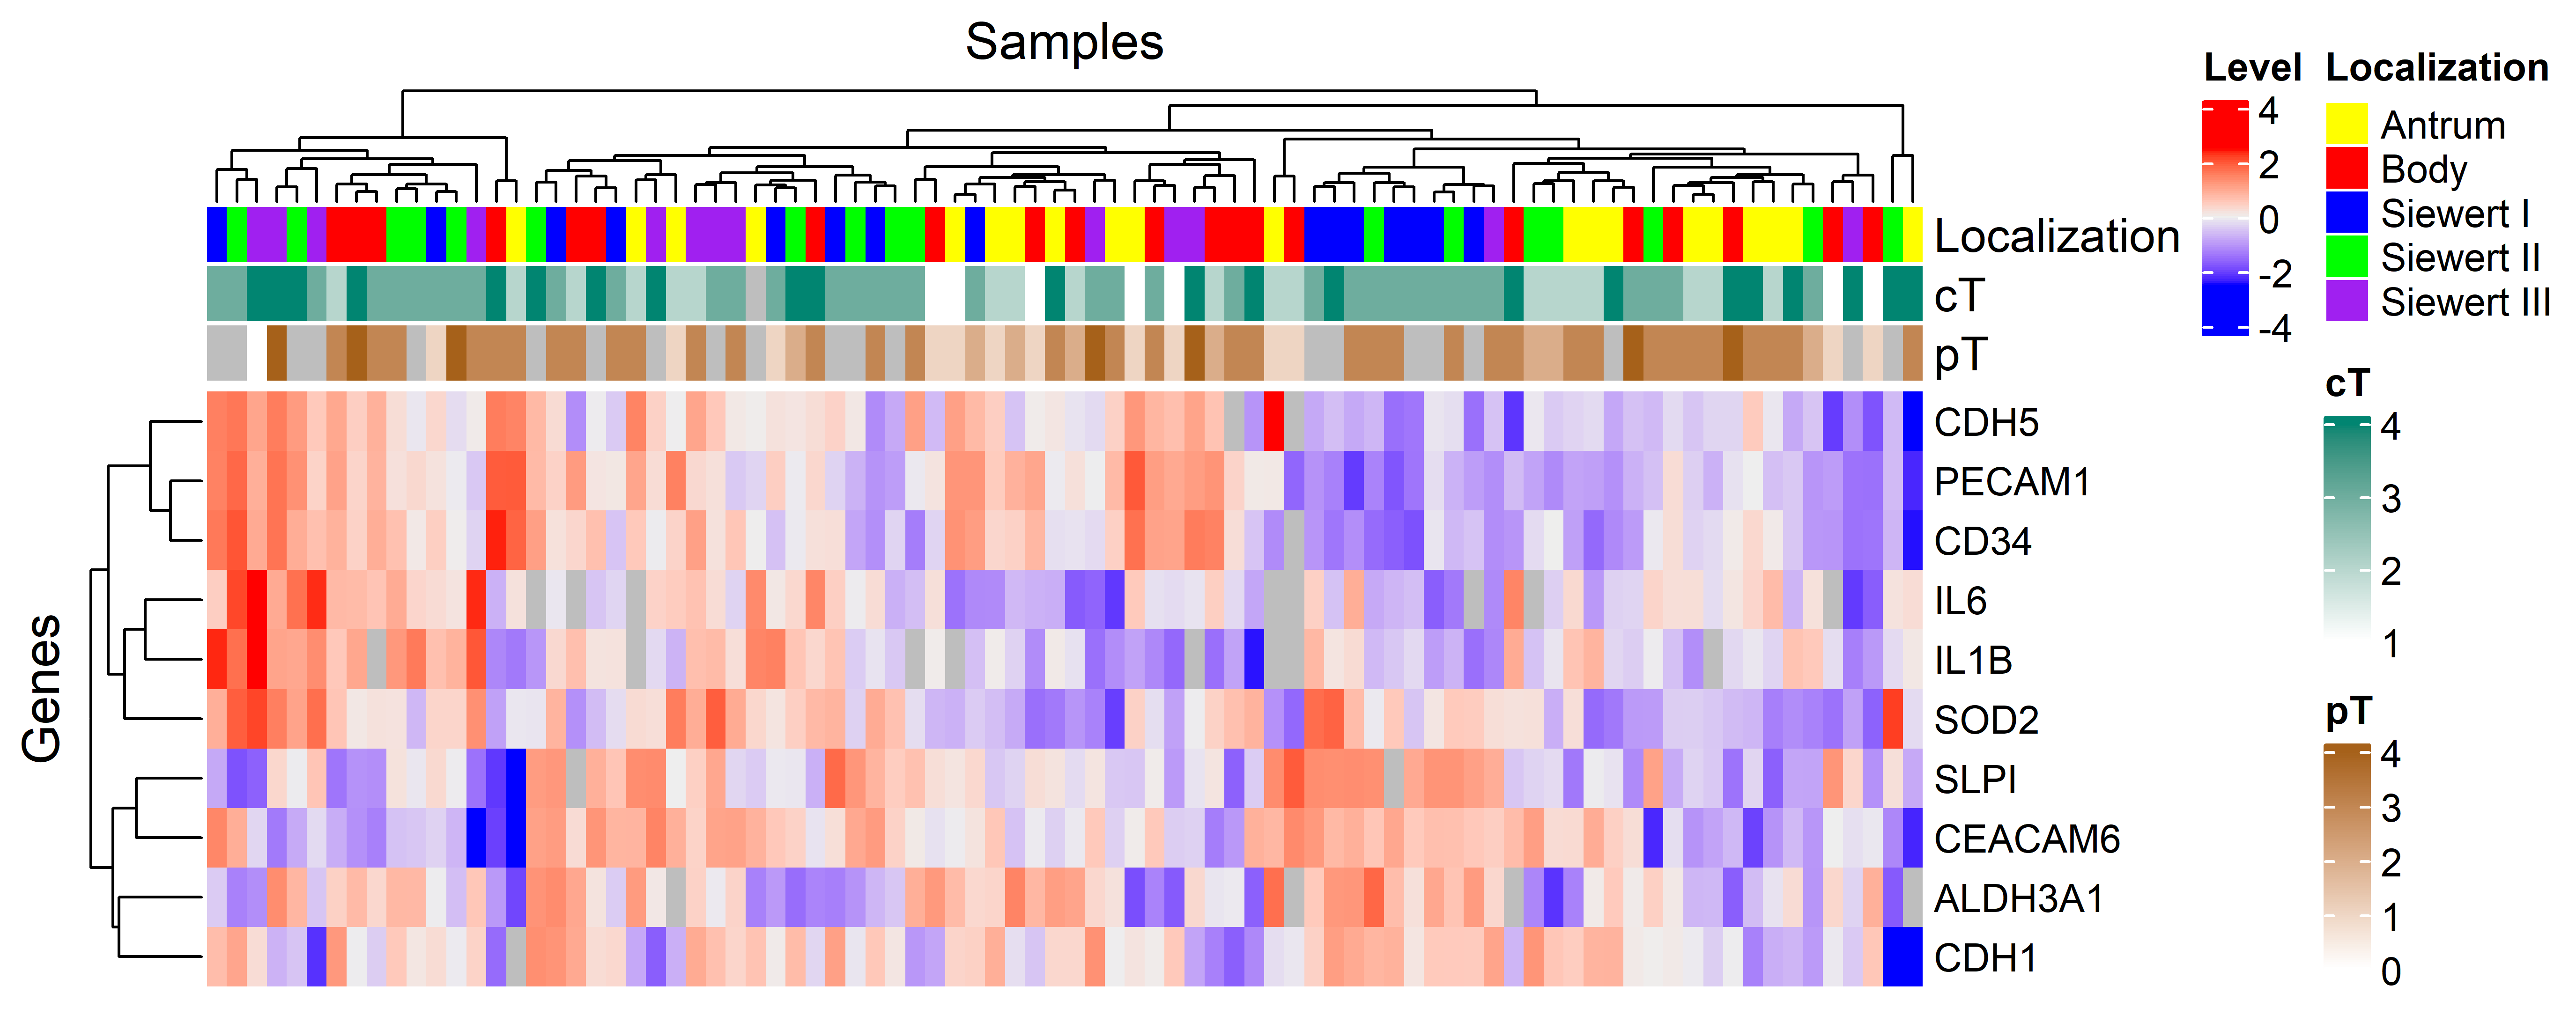 Samples
Level
4
2
0
-2
-4
Localization
Antrum
Body
Siewert I
Siewert II
Siewert III
Localization
cT
pT
cT
4
3
2
1
pT
4
3
2
1
0
Genes
CDH5
PECAM1
CD34
IL6
IL1B
SOD2
SLPI
CEACAM6
ALDH3A1
CDH1